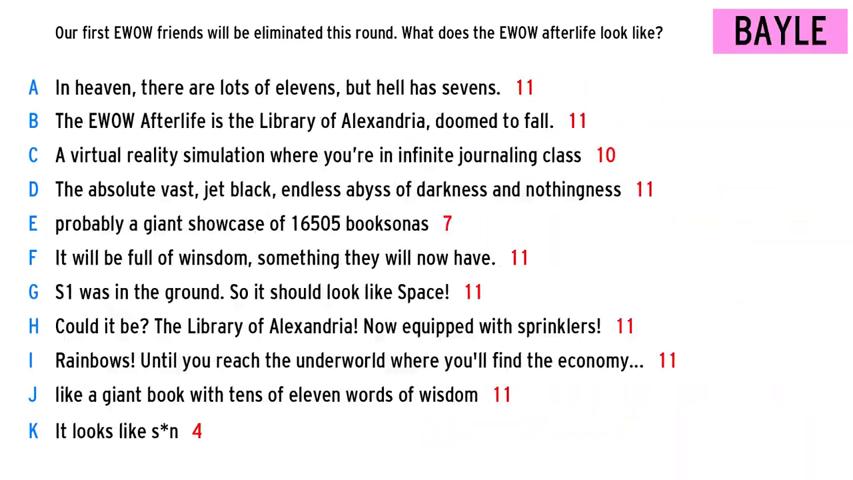 Our first EWOW friends will be eliminated this round. What does the EWOW afterlife look like?
BAYLE
A In heaven, there are lots of elevens, but hell has sevens. 11
B The EWOW Afterlife is the Library of Alexandria, doomed to fall. 11
C A virtual reality simulation where you're in infinite journaling class 10
D The absolute vast, jet black, endless abyss of darkness and nothingness 11
E probably a giant showcase of 16505 booksonas 7
F It will be full of winsdom, something they will now have. 11
G S1 was in the ground. So it should look like Space! 11
H Could it be? The Library of Alexandria! Now equipped with sprinklers! 11
I Rainbows! Until you reach the underworld where you'll find the economy... 11
J like a giant book with tens of eleven words of wisdom 11
K It looks like s*n 4